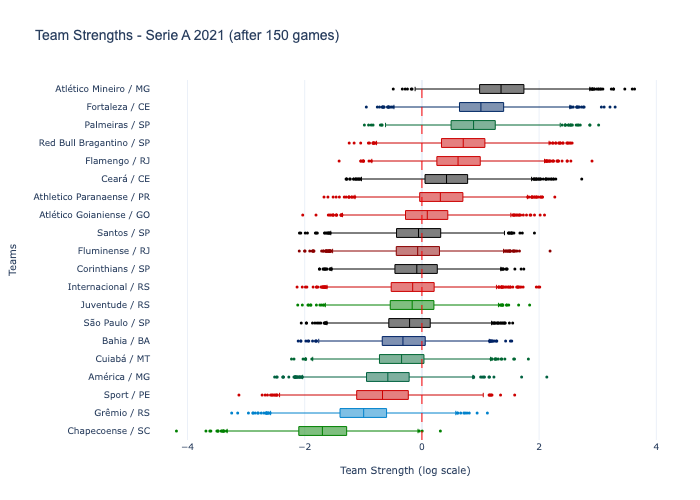 Team Strengths - Serie A 2021 (after 150 games)
Teams
Atlético Mineiro / MG
Fortaleza / CE
Palmeiras / SP
Red Bull Bragantino / SP
Flamengo / RJ
Ceará / CE
Athletico Paranaense / PR
Atlético Goianiense / GO
Santos / SP
Fluminense / RJ
Corinthians / SP
Internacional / RS
Juventude / RS
São Paulo / SP
Bahia / BA
Cuiabá / MT
América / MG
Sport / PE
Grêmio / RS
Chapecoense / SC
−4 −2 0 2 4
Team Strength (log scale)